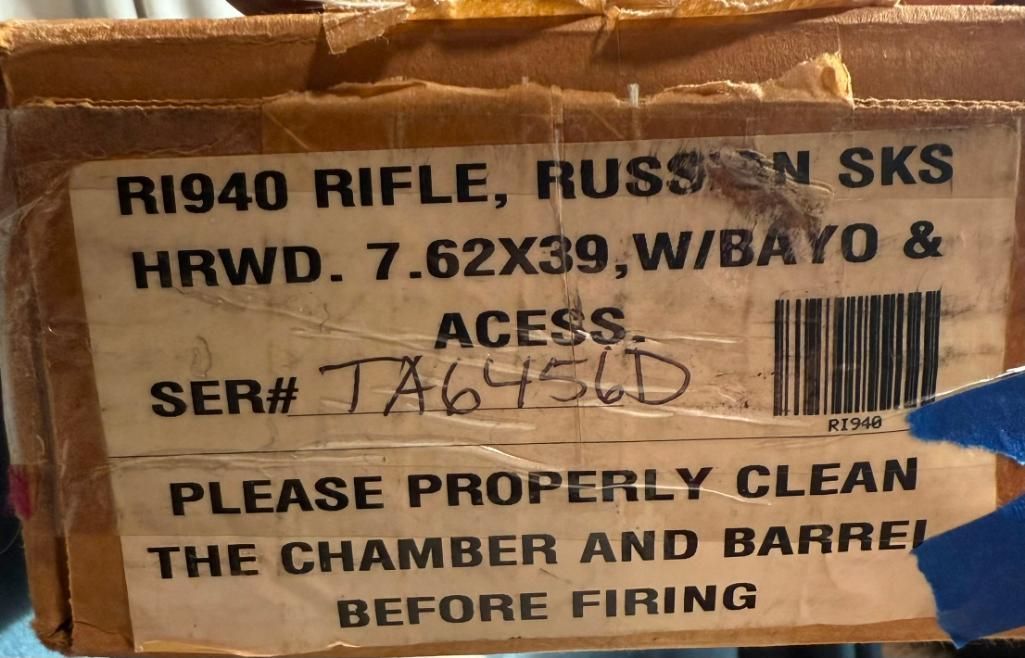 RI940 RIFLE, RUSSIAN SKS
HRWD. 7.62X39, W/BAYO &
ACESS.
SER# TA6456D
RI940
PLEASE PROPERLY CLEAN
THE CHAMBER AND BARREL
BEFORE FIRING